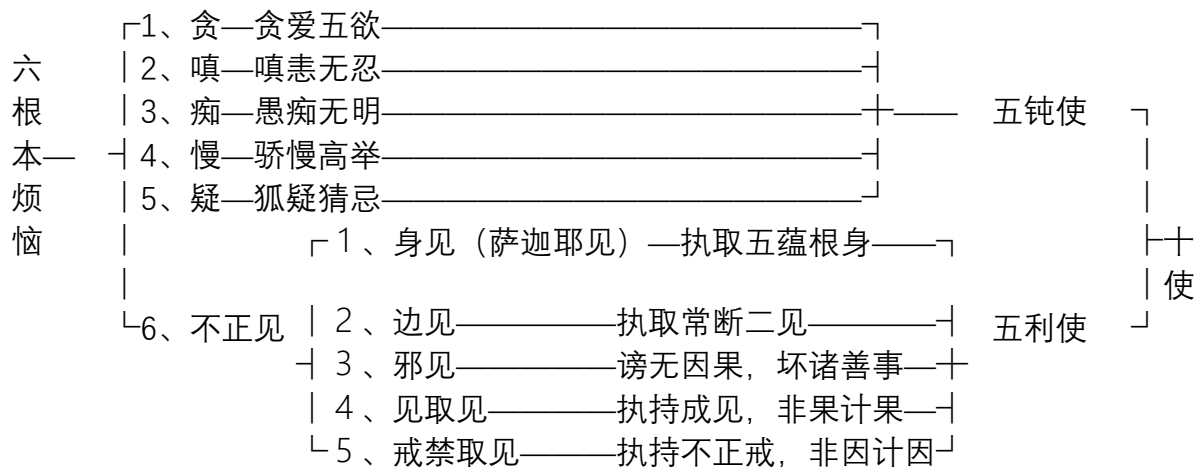 ┌1、贪—贪爱五欲——————————————┐
六 │2、嗔—嗔恚无忍——————————————┤
根 │3、痴—愚痴无明——————————————┼—— 五钝使 ┐
本— ┤4、慢—骄慢高举——————————————┤ │
烦 │5、疑—狐疑猜忌——————————————┘ │
恼 │ ┌1、身见（萨迦耶见）—执取五蕴根身——┐ ├十
│ │使
└6、不正见 │2、边见—————执取常断二见————┤ 五利使 ┘
┤3、邪见—————谤无因果，坏诸善事—┼
│4、见取见————执持成见，非果计果—┤
└5、戒禁取见———执持不正戒，非因计因┘